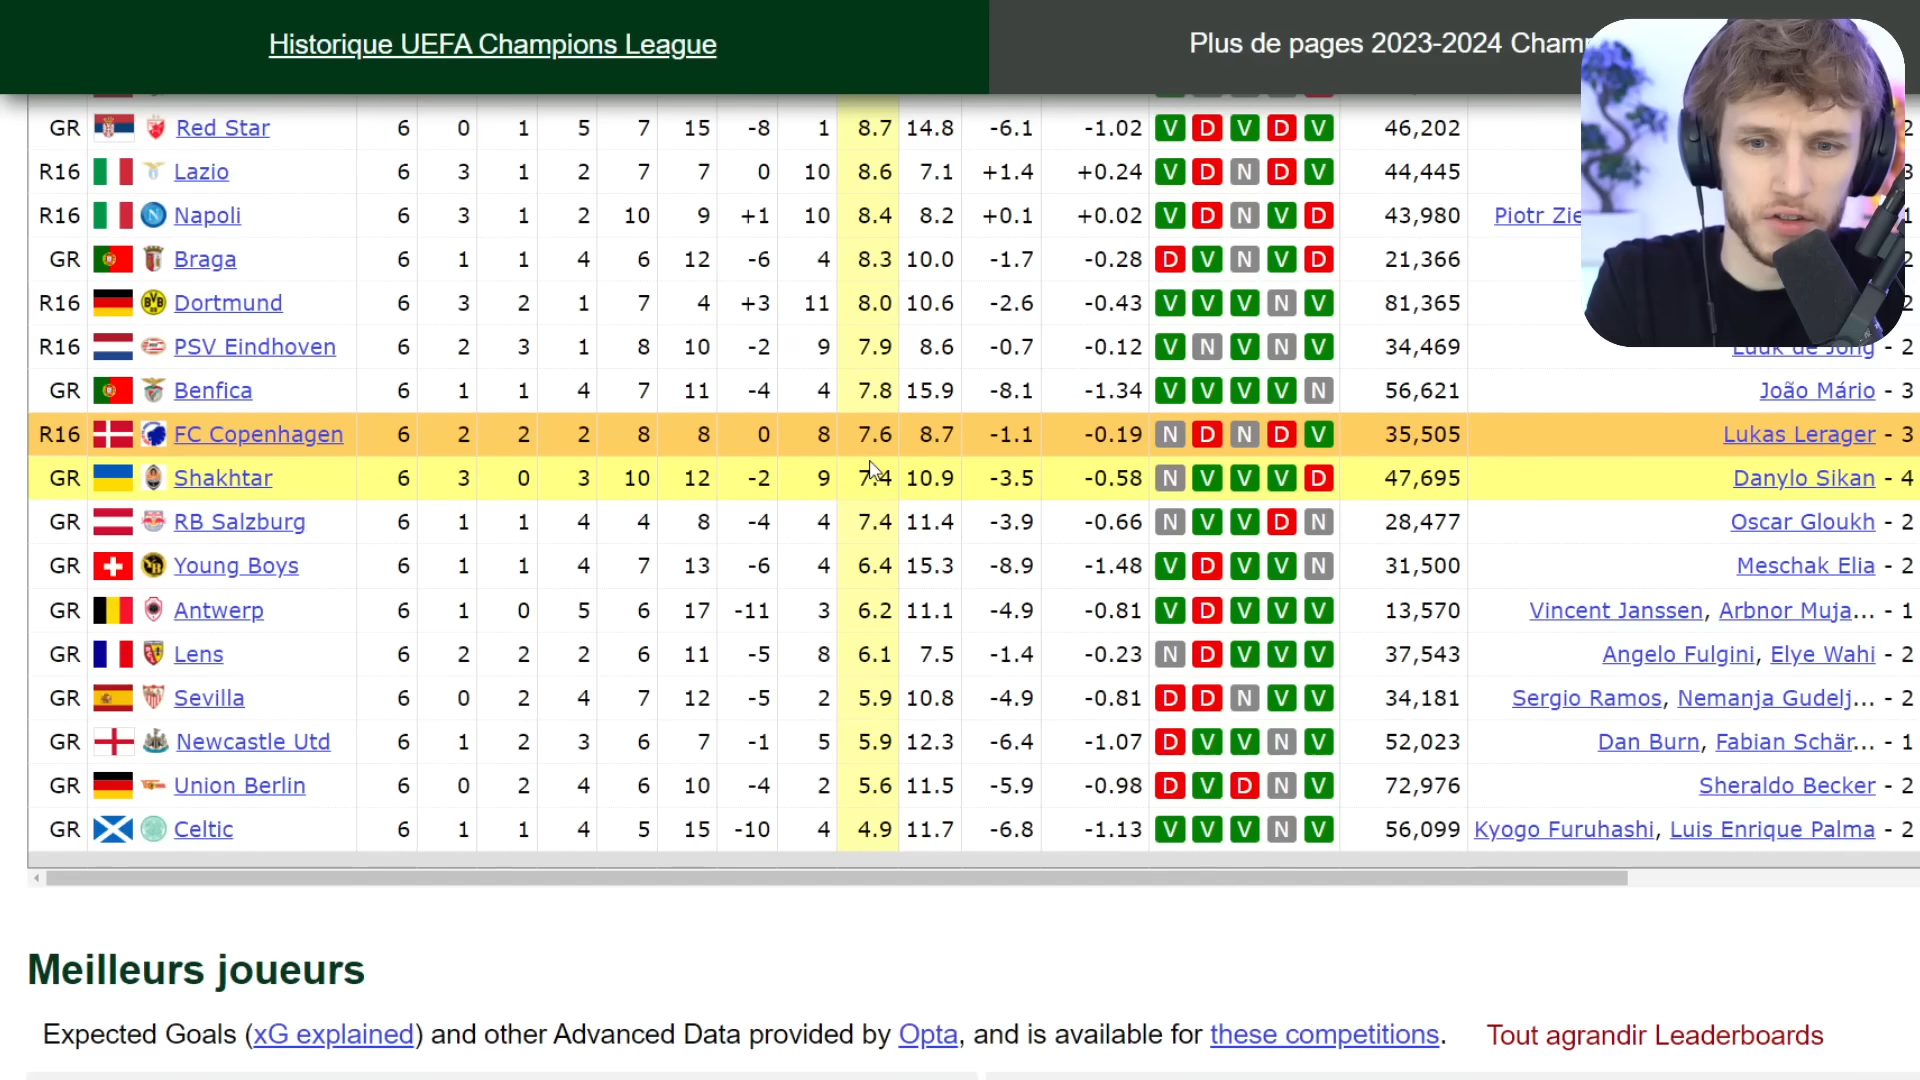 Historique UEFA Champions League
Plus de pages 2023-2024 Cham
GR Red Star 6 0 1 5 7 15 -8 1 8.7 14.8 -6.1 -1.02 V D V D V 46,202 2
R16 Lazio 6 3 1 2 7 7 0 10 8.6 7.1 +1.4 +0.24 V D N D V 44,445 3
R16 Napoli 6 3 1 2 10 9 +1 10 8.4 8.2 +0.1 +0.02 V D N V D 43,980 Piotr Zie 1
GR Braga 6 1 1 4 6 12 -6 4 8.3 10.0 -1.7 -0.28 D V N V D 21,366 2
R16 Dortmund 6 3 2 1 7 4 +3 11 8.0 10.6 -2.6 -0.43 V V V N V 81,365 2
R16 PSV Eindhoven 6 2 3 1 8 10 -2 9 7.9 8.6 -0.7 -0.12 V N V N V 34,469 Luuk de Jong - 2
GR Benfica 6 1 1 4 7 11 -4 4 7.8 15.9 -8.1 -1.34 V V V V N 56,621 João Mário - 3
R16 FC Copenhagen 6 2 2 2 8 8 0 8 7.6 8.7 -1.1 -0.19 N D N D V 35,505 Lukas Lerager - 3
GR Shakhtar 6 3 0 3 10 12 -2 9 7.4 10.9 -3.5 -0.58 N V V V D 47,695 Danylo Sikan - 4
GR RB Salzburg 6 1 1 4 4 8 -4 4 7.4 11.4 -3.9 -0.66 N V V D N 28,477 Oscar Gloukh - 2
GR Young Boys 6 1 1 4 7 13 -6 4 6.4 15.3 -8.9 -1.48 V D V V N 31,500 Meschak Elia - 2
GR Antwerp 6 1 0 5 6 17 -11 3 6.2 11.1 -4.9 -0.81 V D V V V 13,570 Vincent Janssen, Arbnor Muja... - 1
GR Lens 6 2 2 2 6 11 -5 8 6.1 7.5 -1.4 -0.23 N D V V V 37,543 Angelo Fulgini, Elye Wahi - 2
GR Sevilla 6 0 2 4 7 12 -5 2 5.9 10.8 -4.9 -0.81 D D N V V 34,181 Sergio Ramos, Nemanja Gudelj... - 2
GR Newcastle Utd 6 1 2 3 6 7 -1 5 5.9 12.3 -6.4 -1.07 D V V N V 52,023 Dan Burn, Fabian Schär... - 1
GR Union Berlin 6 0 2 4 6 10 -4 2 5.6 11.5 -5.9 -0.98 D V D N V 72,976 Sheraldo Becker - 2
GR Celtic 6 1 1 4 5 15 -10 4 4.9 11.7 -6.8 -1.13 V V V N V 56,099 Kyogo Furuhashi, Luis Enrique Palma - 2
Meilleurs joueurs
Expected Goals (xG explained) and other Advanced Data provided by Opta, and is available for these competitions. Tout agrandir Leaderboards